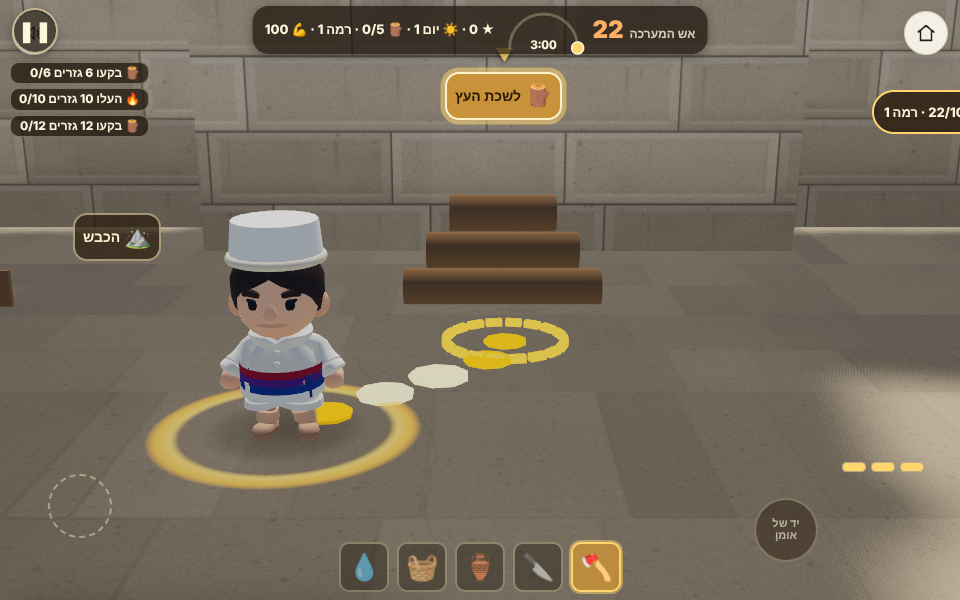 100 💪 · רמה 1 · 0/5 🪵 · יום 1 ☀️ · 0 ★
3:00
אש המערכה 22
🪵 בקעו 6 גזרים 0/6
🔥 העלו 10 גזרים 0/10
🪵 בקעו 12 גזרים 0/12
לשכת העץ
22/10 · רמה 1
הכבש
יד של
אומן